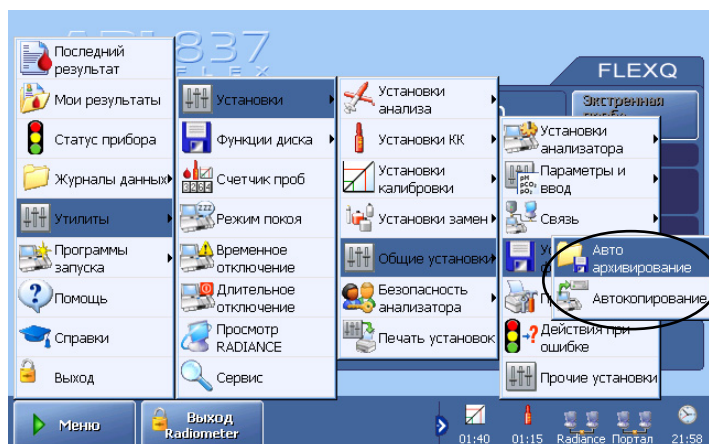 837
FLEX
FLEXQ
Экстренная
Последний
результат
Мои результаты
Статус прибора
Журналы данных
Утилиты
Программы
запуска
Помощь
Справки
Выход
Установки
Функции диска
Счетчик проб
Режим покоя
Временное
отключение
Длительное
отключение
Просмотр
RADIANCE
Сервис
Установки
анализа
Установки КК
Установки
калибровки
Установки замен
Общие установки
Безопасность
анализатора
Печать установок
Установки
анализатора
Параметры и
ввод
Связь
Действия при
ошибке
Прочие установки
Авто
архивирование
Автокопирование
Меню
Выход
Radiometer
01:40
01:15
Radiance
Портал
21:58